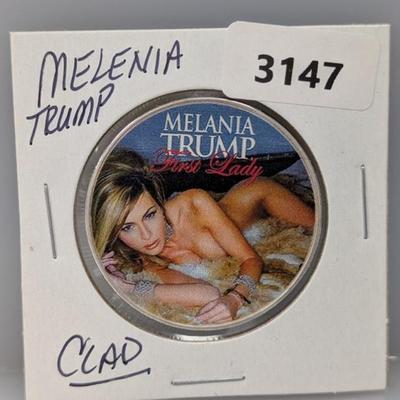 MELENIA
TRUMP
3147
MELANIA
TRUMP
First Lady
CLAD